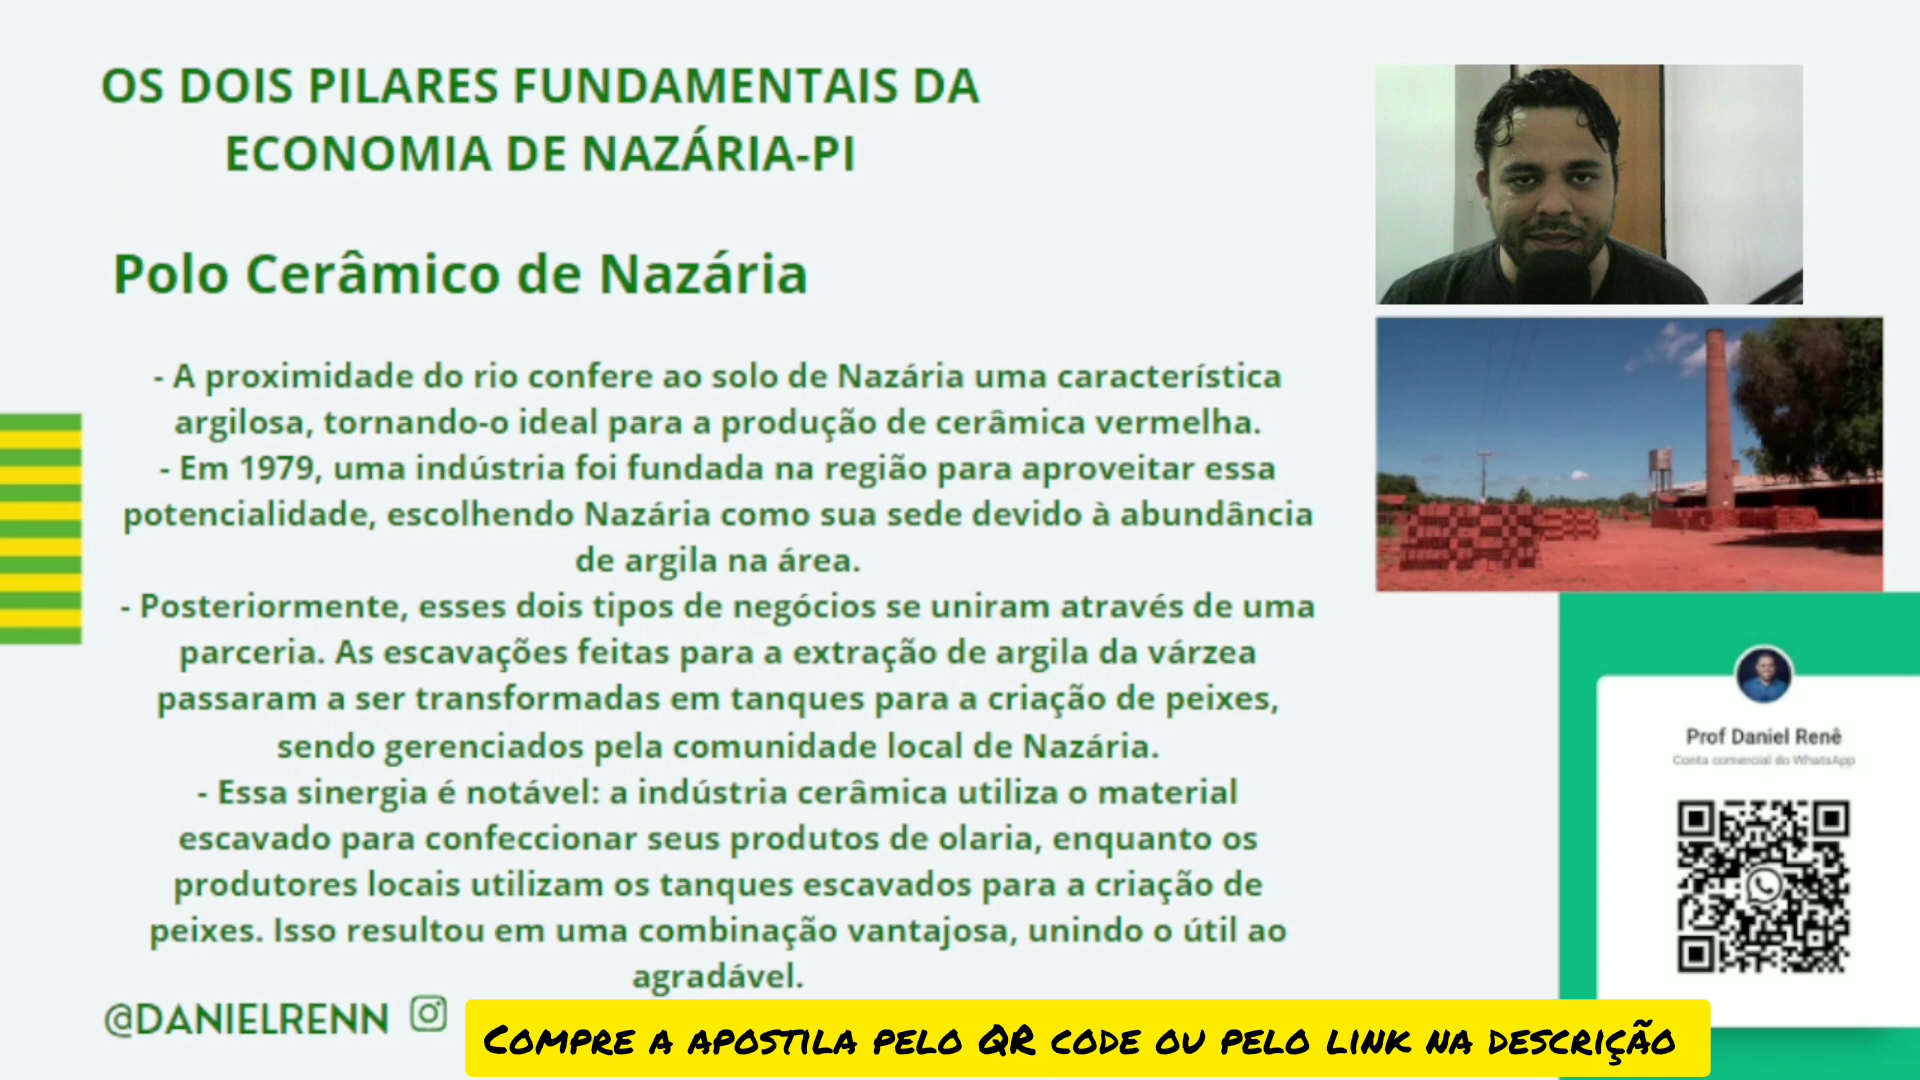 OS DOIS PILARES FUNDAMENTAIS DA
ECONOMIA DE NAZÁRIA-PI
Polo Cerâmico de Nazária
- A proximidade do rio confere ao solo de Nazária uma característica
argilosa, tornando-o ideal para a produção de cerâmica vermelha.
- Em 1979, uma indústria foi fundada na região para aproveitar essa
potencialidade, escolhendo Nazária como sua sede devido à abundância
de argila na área.
- Posteriormente, esses dois tipos de negócios se uniram através de uma
parceria. As escavações feitas para a extração de argila da várzea
passaram a ser transformadas em tanques para a criação de peixes,
sendo gerenciados pela comunidade local de Nazária.
- Essa sinergia é notável: a indústria cerâmica utiliza o material
escavado para confeccionar seus produtos de olaria, enquanto os
produtores locais utilizam os tanques escavados para a criação de
peixes. Isso resultou em uma combinação vantajosa, unindo o útil ao
agradável.
Prof Daniel Renê
Conta comercial do WhatsApp
@DANIELRENN
COMPRE A APOSTILA PELO QR CODE OU PELO LINK NA DESCRIÇÃO